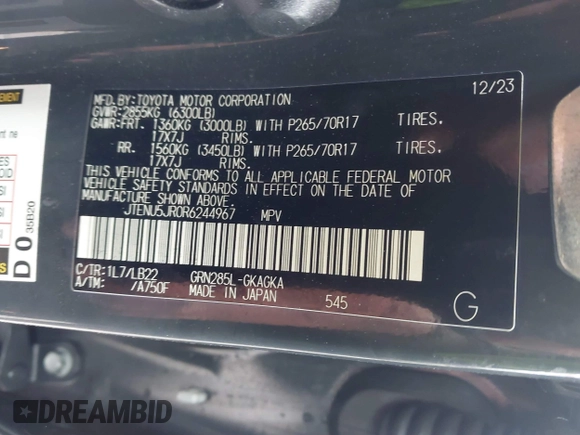 MFD.BY:TOYOTA MOTOR CORPORATION 12/23
GVWR:2855KG (6300LB)
GAWR:FRT. 1360KG (3000LB) WITH P265/70R17 TIRES.
17X7J RIMS.
RR. 1560KG (3450LB) WITH P265/70R17 TIRES.
17X7J RIMS.
THIS VEHICLE CONFORMS TO ALL APPLICABLE FEDERAL MOTOR
VEHICLE SAFETY STANDARDS IN EFFECT ON THE DATE OF
MANUFACTURE SHOWN ABOVE.
JTENU5JR0R6244967 MPV
C/TR:1L7/LB22 GRN285L-GKAGKA
A/TM: /A750F MADE IN JAPAN 545
G
D0
35B20
DREAMBID